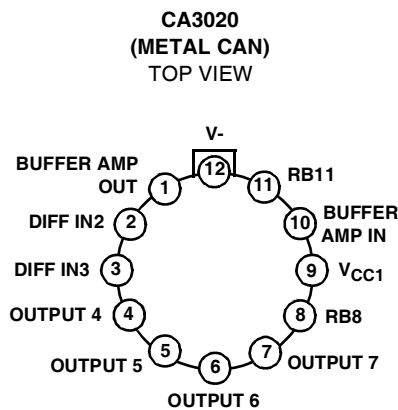 CA3020
(METAL CAN)
TOP VIEW
V-
BUFFER AMP
OUT
12
RB11
1
11
DIFF IN2
2
10
BUFFER
AMP IN
DIFF IN3
3
9
VCC1
OUTPUT 4
4
8
RB8
OUTPUT 5
5
7
OUTPUT 7
6
OUTPUT 6